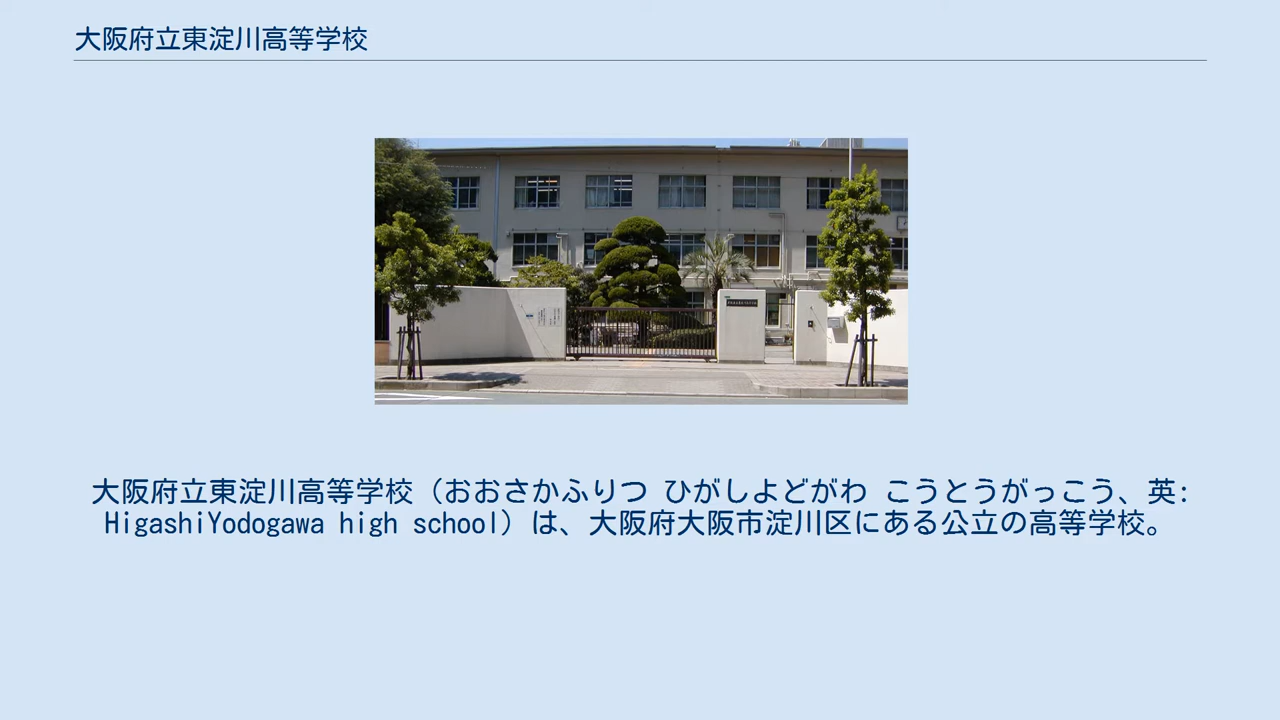 大阪府立東淀川高等学校
大阪府立東淀川高等学校（おおさかふりつ ひがしよどがわ こうとうがっこう、英:
HigashiYodogawa high school）は、大阪府大阪市淀川区にある公立の高等学校。